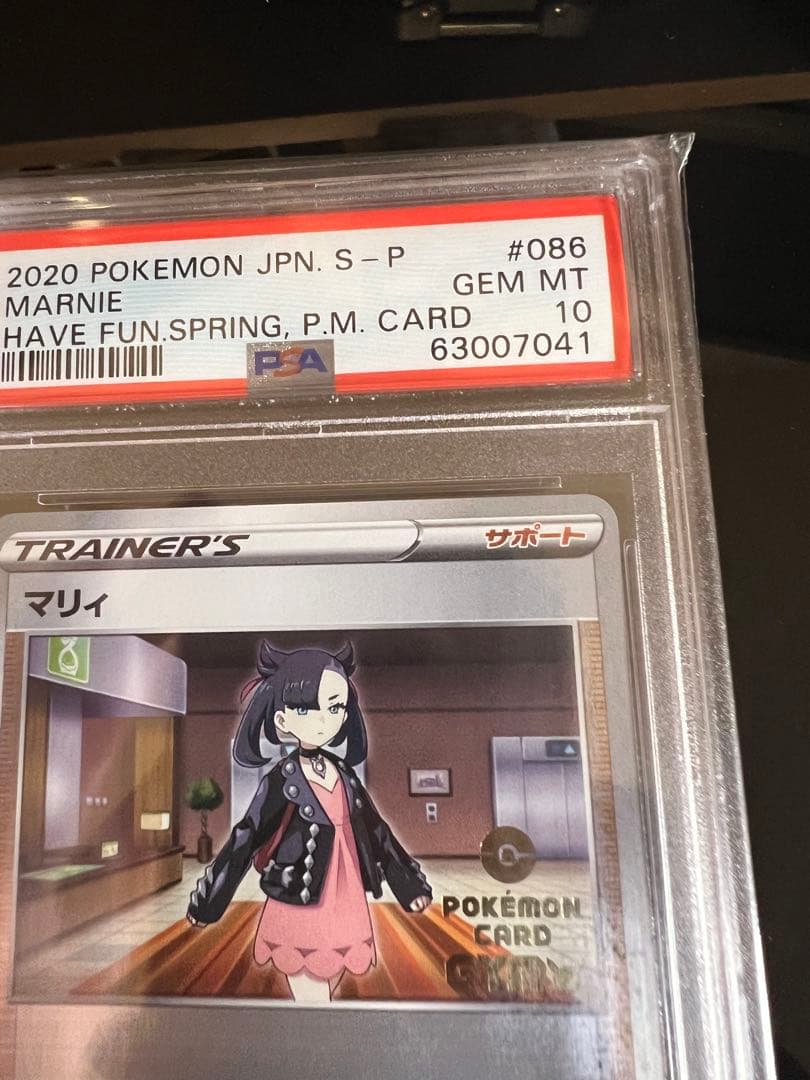 2020 POKEMON JPN. S-P #086
MARNIE GEM MT
HAVE FUN.SPRING, P.M. CARD 10
PSA 63007041
TRAINER'S サポート
マリィ
POKÉMON
CARD
GYM